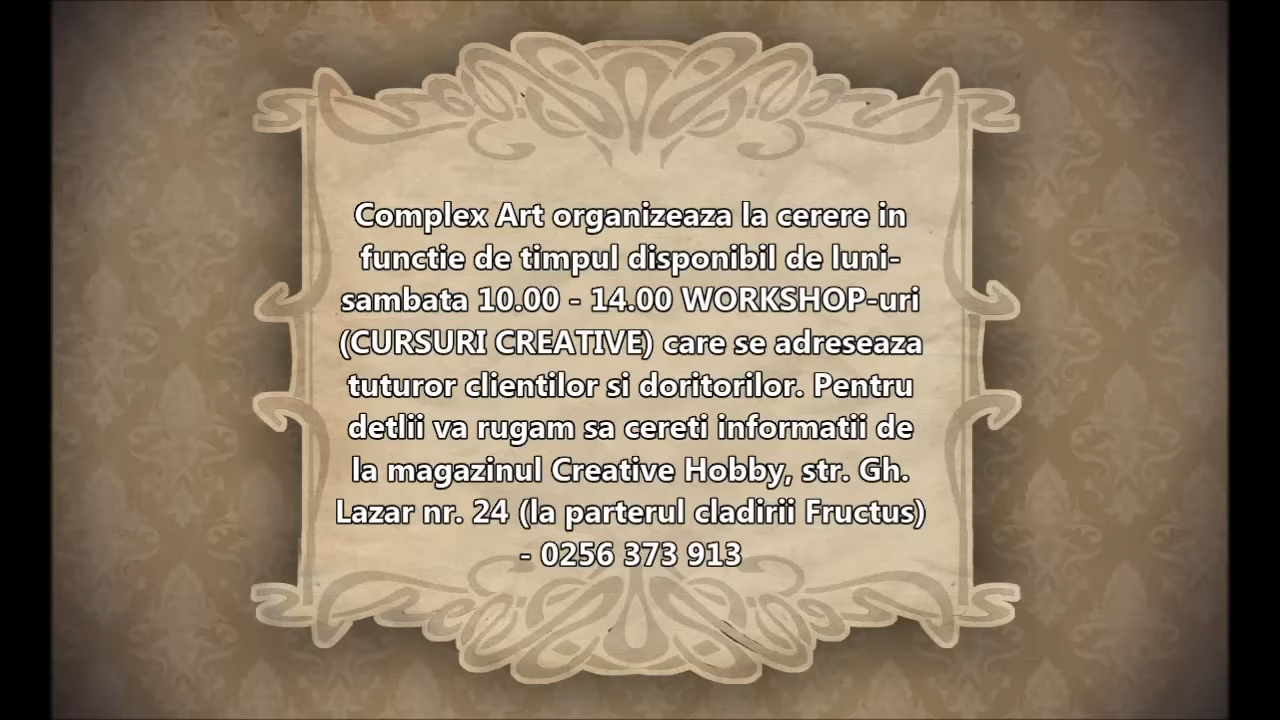 Complex Art organizeaza la cerere in
functie de timpul disponibil de luni-
sambata 10.00 - 14.00 WORKSHOP-uri
(CURSURI CREATIVE) care se adreseaza
tuturor clientilor si doritorilor. Pentru
detlii va rugam sa cereti informatii de
la magazinul Creative Hobby, str. Gh.
Lazar nr. 24 (la parterul cladirii Fructus)
- 0256 373 913